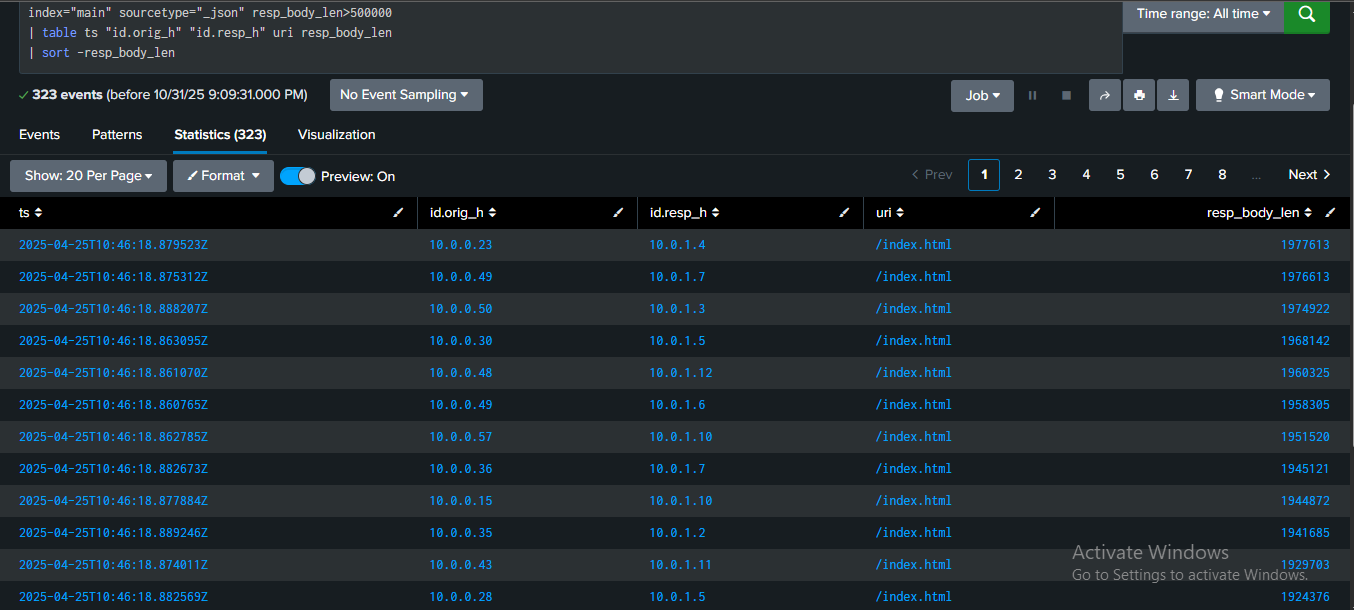 index="main" sourcetype="_json" resp_body_len>500000
| table ts "id.orig_h" "id.resp_h" uri resp_body_len
| sort -resp_body_len
Time range: All time
323 events (before 10/31/25 9:09:31.000 PM)
No Event Sampling
Job
Smart Mode
Events Patterns Statistics (323) Visualization
Show: 20 Per Page Format Preview: On
Prev 1 2 3 4 5 6 7 8 ... Next
ts id.orig_h id.resp_h uri resp_body_len
2025-04-25T10:46:18.879523Z 10.0.0.23 10.0.1.4 /index.html 1977613
2025-04-25T10:46:18.875312Z 10.0.0.49 10.0.1.7 /index.html 1976613
2025-04-25T10:46:18.888207Z 10.0.0.50 10.0.1.3 /index.html 1974922
2025-04-25T10:46:18.863095Z 10.0.0.30 10.0.1.5 /index.html 1968142
2025-04-25T10:46:18.861070Z 10.0.0.48 10.0.1.12 /index.html 1960325
2025-04-25T10:46:18.860765Z 10.0.0.49 10.0.1.6 /index.html 1958305
2025-04-25T10:46:18.862785Z 10.0.0.57 10.0.1.10 /index.html 1951520
2025-04-25T10:46:18.882673Z 10.0.0.36 10.0.1.7 /index.html 1945121
2025-04-25T10:46:18.877884Z 10.0.0.15 10.0.1.10 /index.html 1944872
2025-04-25T10:46:18.889246Z 10.0.0.35 10.0.1.2 /index.html 1941685
2025-04-25T10:46:18.874011Z 10.0.0.43 10.0.1.11 /index.html 1929703
2025-04-25T10:46:18.882569Z 10.0.0.28 10.0.1.5 /index.html 1924376
Activate Windows
Go to Settings to activate Windows.